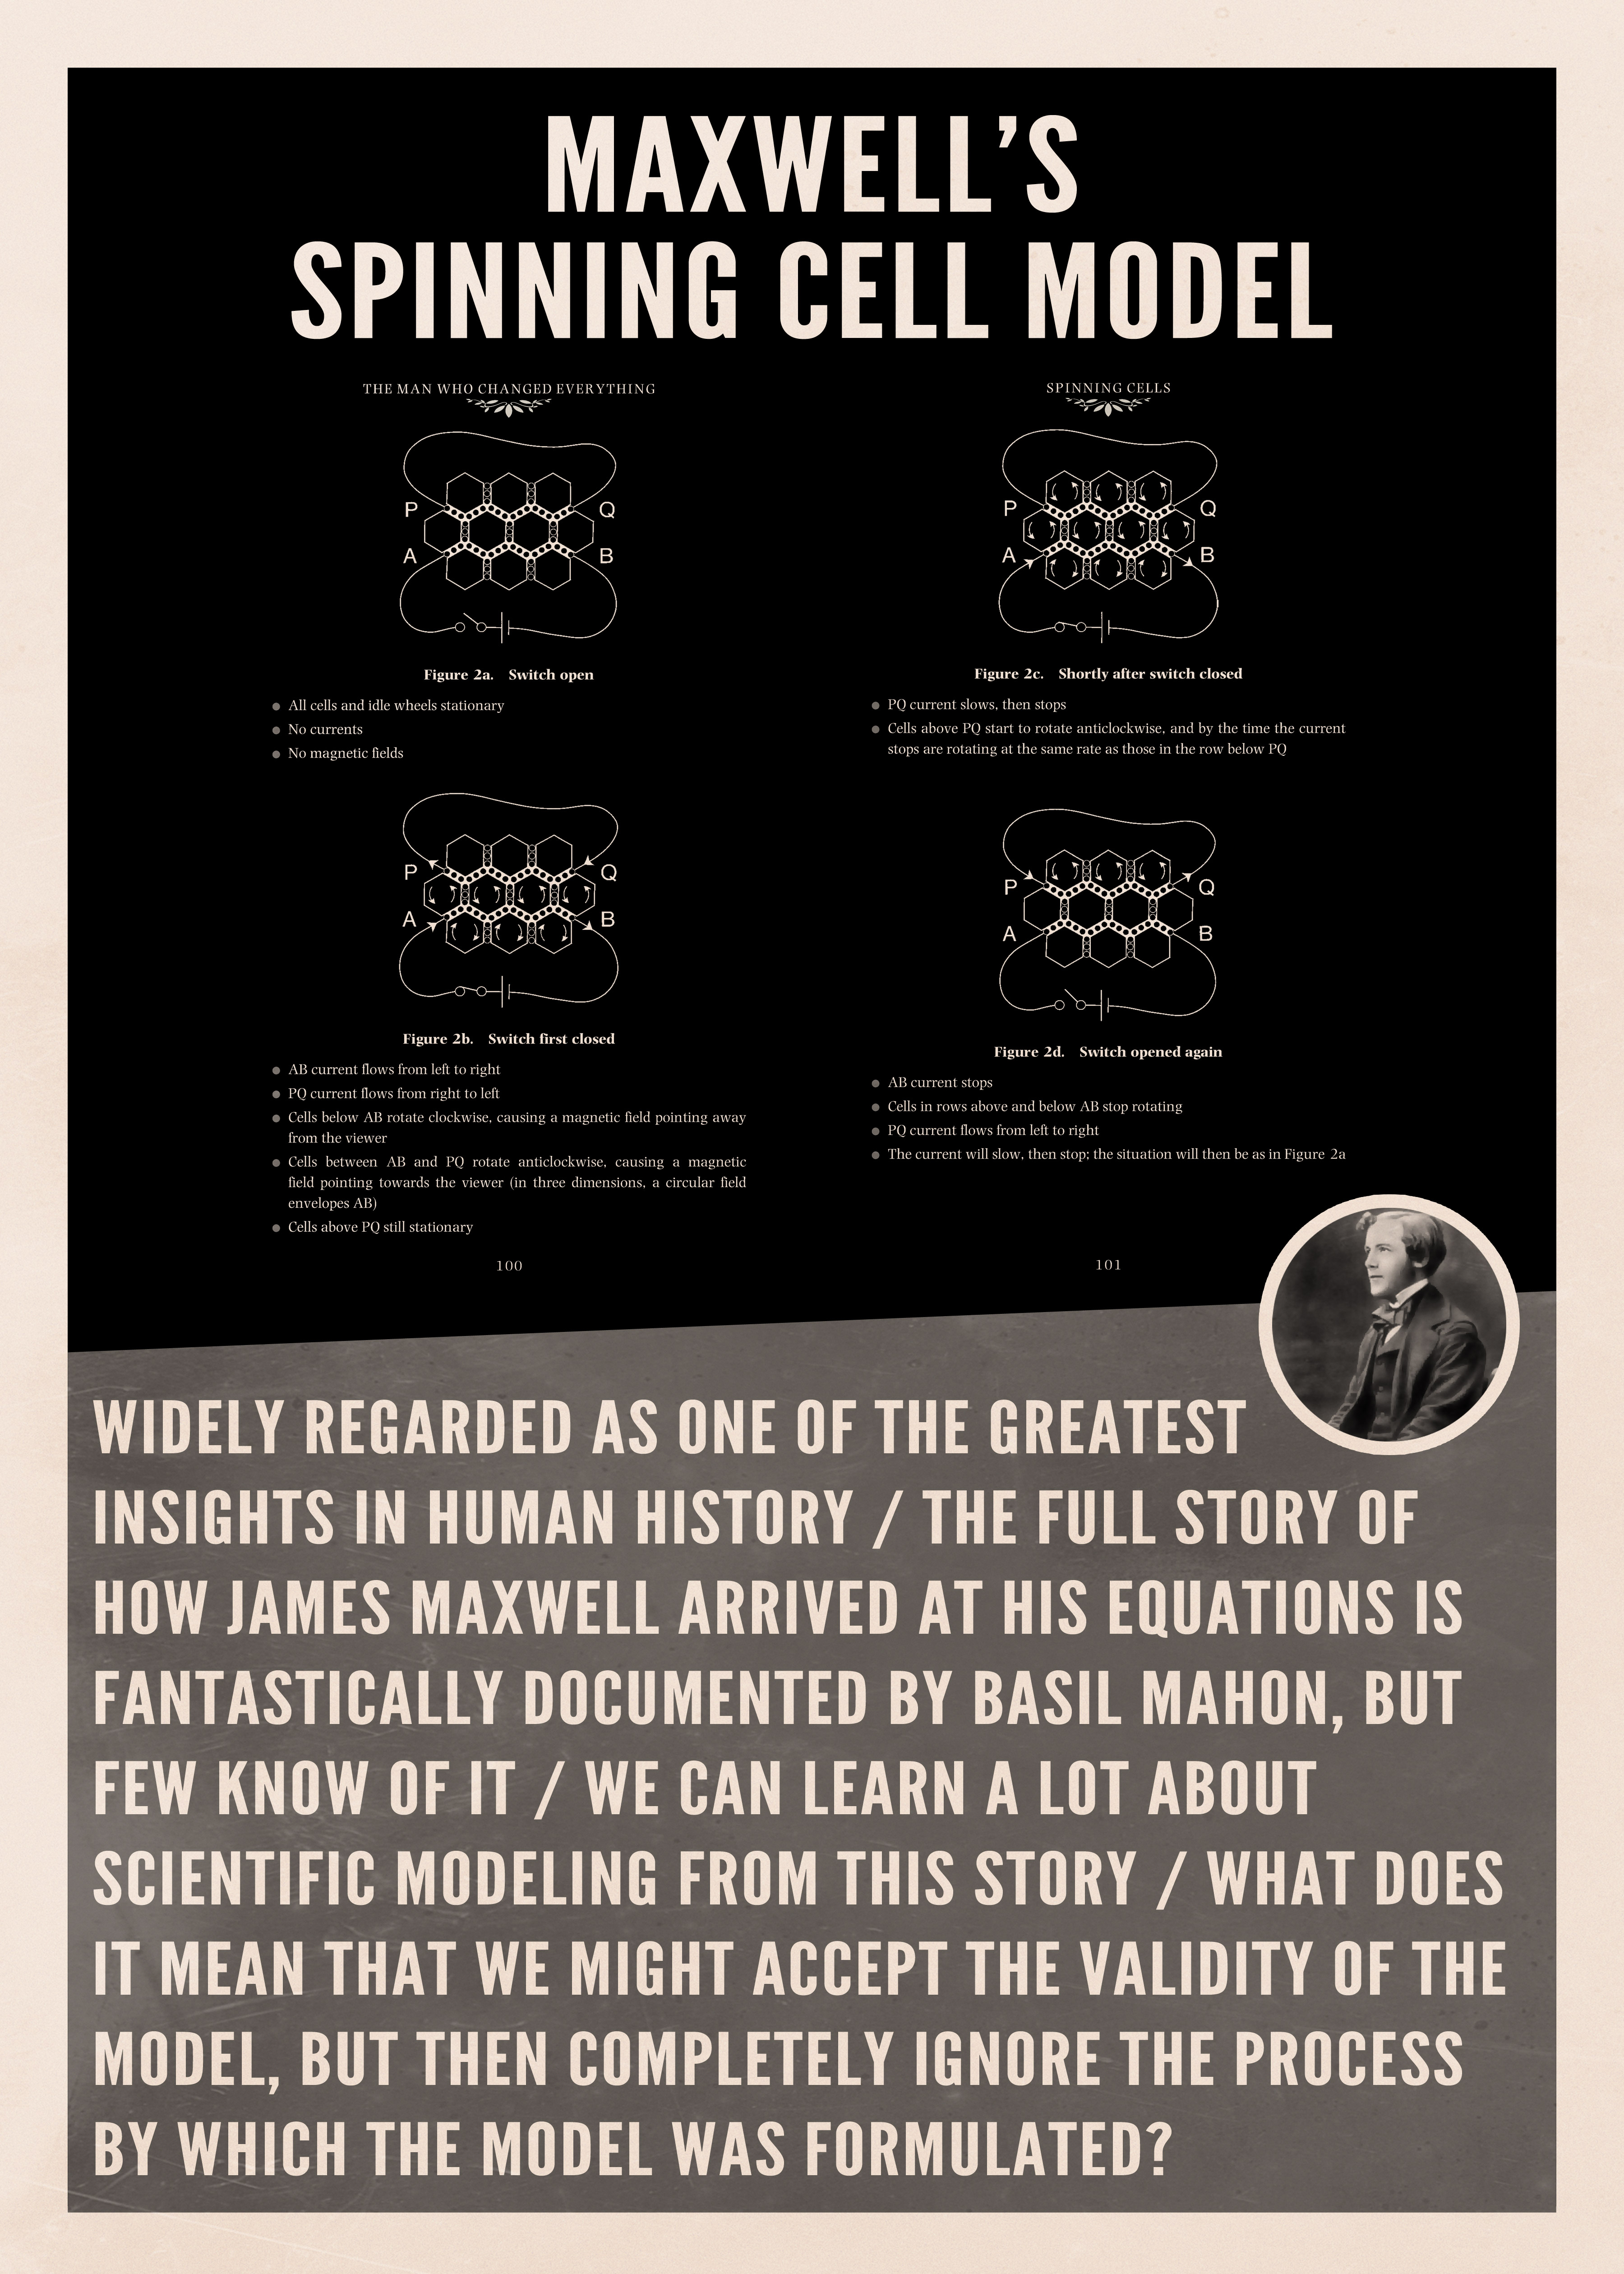 MAXWELL'S
SPINNING CELL MODEL
THE MAN WHO CHANGED EVERYTHING
P
Q
A
B
Figure 2a. Switch open
All cells and idle wheels stationary
No currents
No magnetic fields
P
Q
A
B
Figure 2b. Switch first closed
AB current flows from left to right
PQ current flows from right to left
Cells below AB rotate clockwise, causing a magnetic field pointing away
from the viewer
Cells between AB and PQ rotate anticlockwise, causing a magnetic
field pointing towards the viewer (in three dimensions, a circular field
envelopes AB)
Cells above PQ still stationary
100
SPINNING CELLS
P
Q
A
B
Figure 2c. Shortly after switch closed
PQ current slows, then stops
Cells above PQ start to rotate anticlockwise, and by the time the current
stops are rotating at the same rate as those in the row below PQ
P
Q
A
B
Figure 2d. Switch opened again
AB current stops
Cells in rows above and below AB stop rotating
PQ current flows from left to right
The current will slow, then stop; the situation will then be as in Figure 2a
101
WIDELY REGARDED AS ONE OF THE GREATEST
INSIGHTS IN HUMAN HISTORY / THE FULL STORY OF
HOW JAMES MAXWELL ARRIVED AT HIS EQUATIONS IS
FANTASTICALLY DOCUMENTED BY BASIL MAHON, BUT
FEW KNOW OF IT / WE CAN LEARN A LOT ABOUT
SCIENTIFIC MODELING FROM THIS STORY / WHAT DOES
IT MEAN THAT WE MIGHT ACCEPT THE VALIDITY OF THE
MODEL, BUT THEN COMPLETELY IGNORE THE PROCESS
BY WHICH THE MODEL WAS FORMULATED?